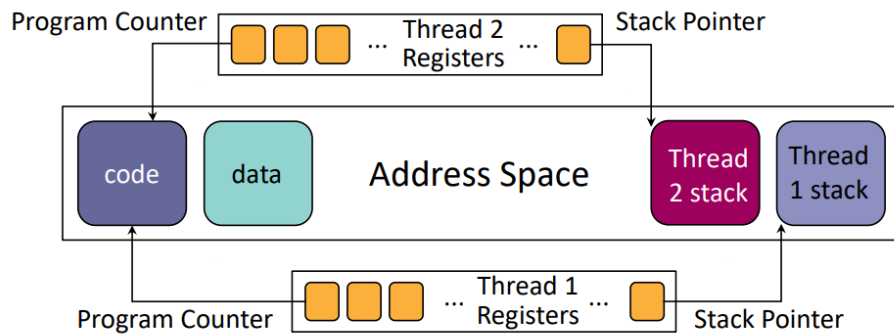 Program Counter
... Thread 2 ...
Registers
Stack Pointer
code
data
Address Space
Thread
2 stack
Thread
1 stack
Program Counter
... Thread 1 ...
Registers
Stack Pointer